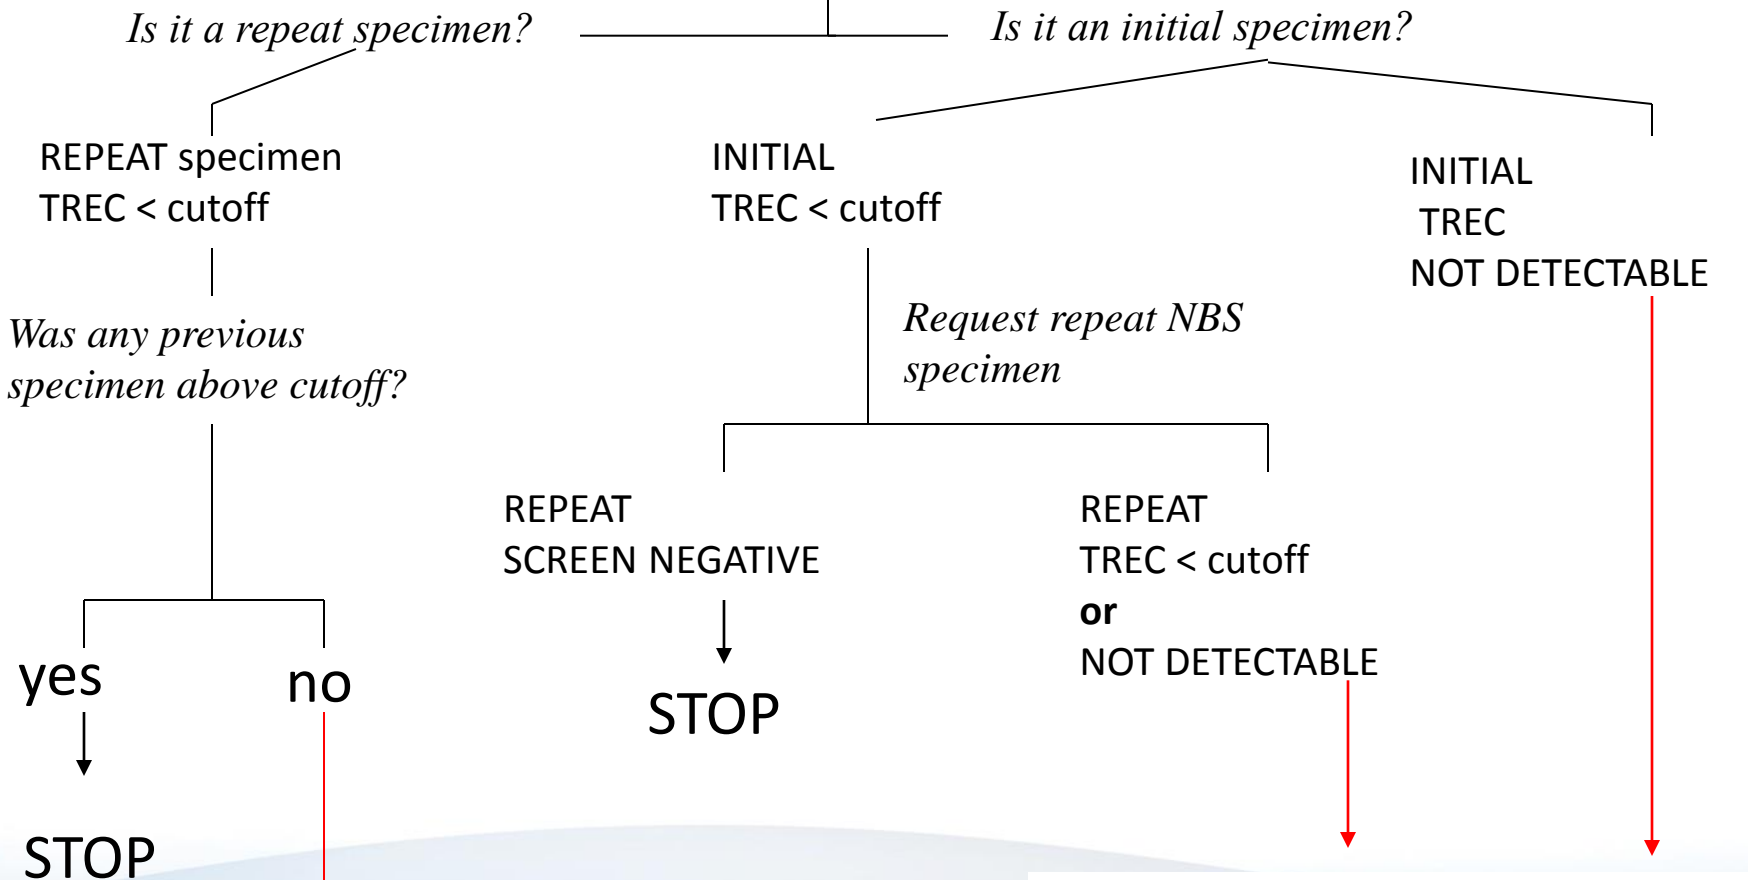 Is it a repeat specimen?
Is it an initial specimen?
REPEAT specimen
TREC < cutoff
Was any previous
specimen above cutoff?
yes
no
STOP
INITIAL
TREC < cutoff
Request repeat NBS
specimen
REPEAT
SCREEN NEGATIVE
STOP
REPEAT
TREC < cutoff
or
NOT DETECTABLE
INITIAL
TREC
NOT DETECTABLE